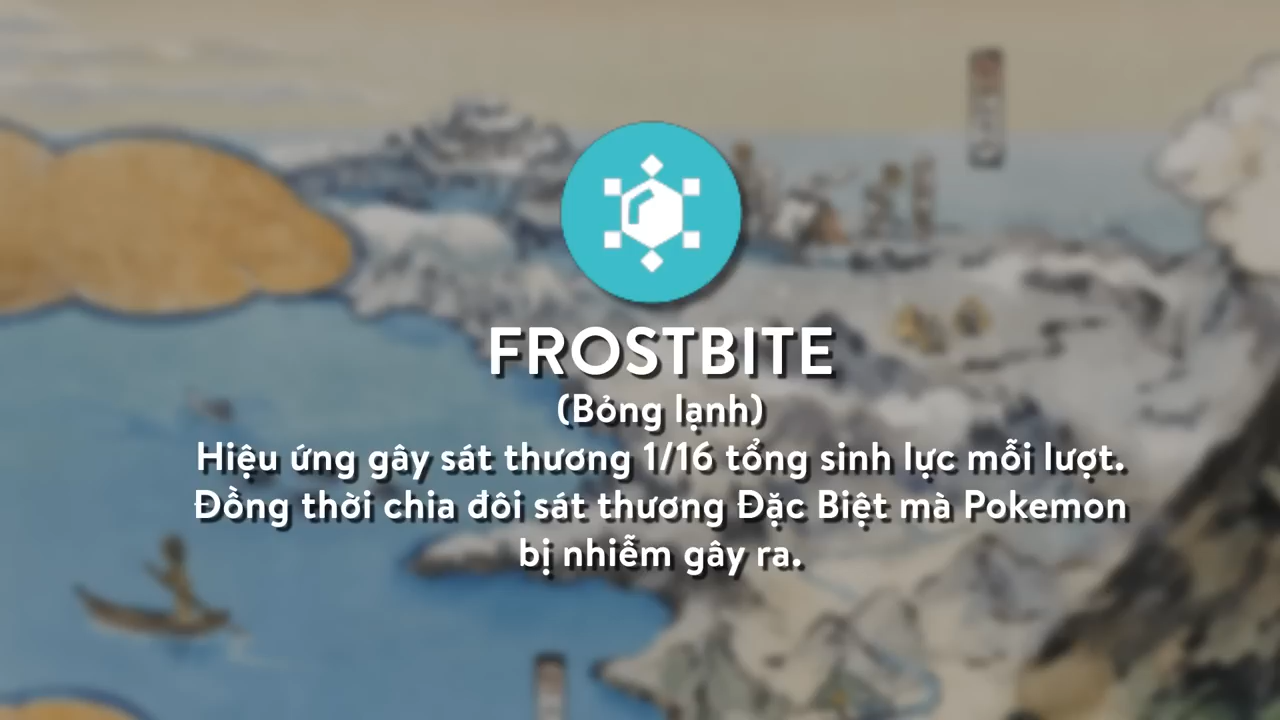 FROSTBITE
(Bỏng lạnh)
Hiệu ứng gây sát thương 1/16 tổng sinh lực mỗi lượt.
Đồng thời chia đôi sát thương Đặc Biệt mà Pokemon
bị nhiễm gây ra.